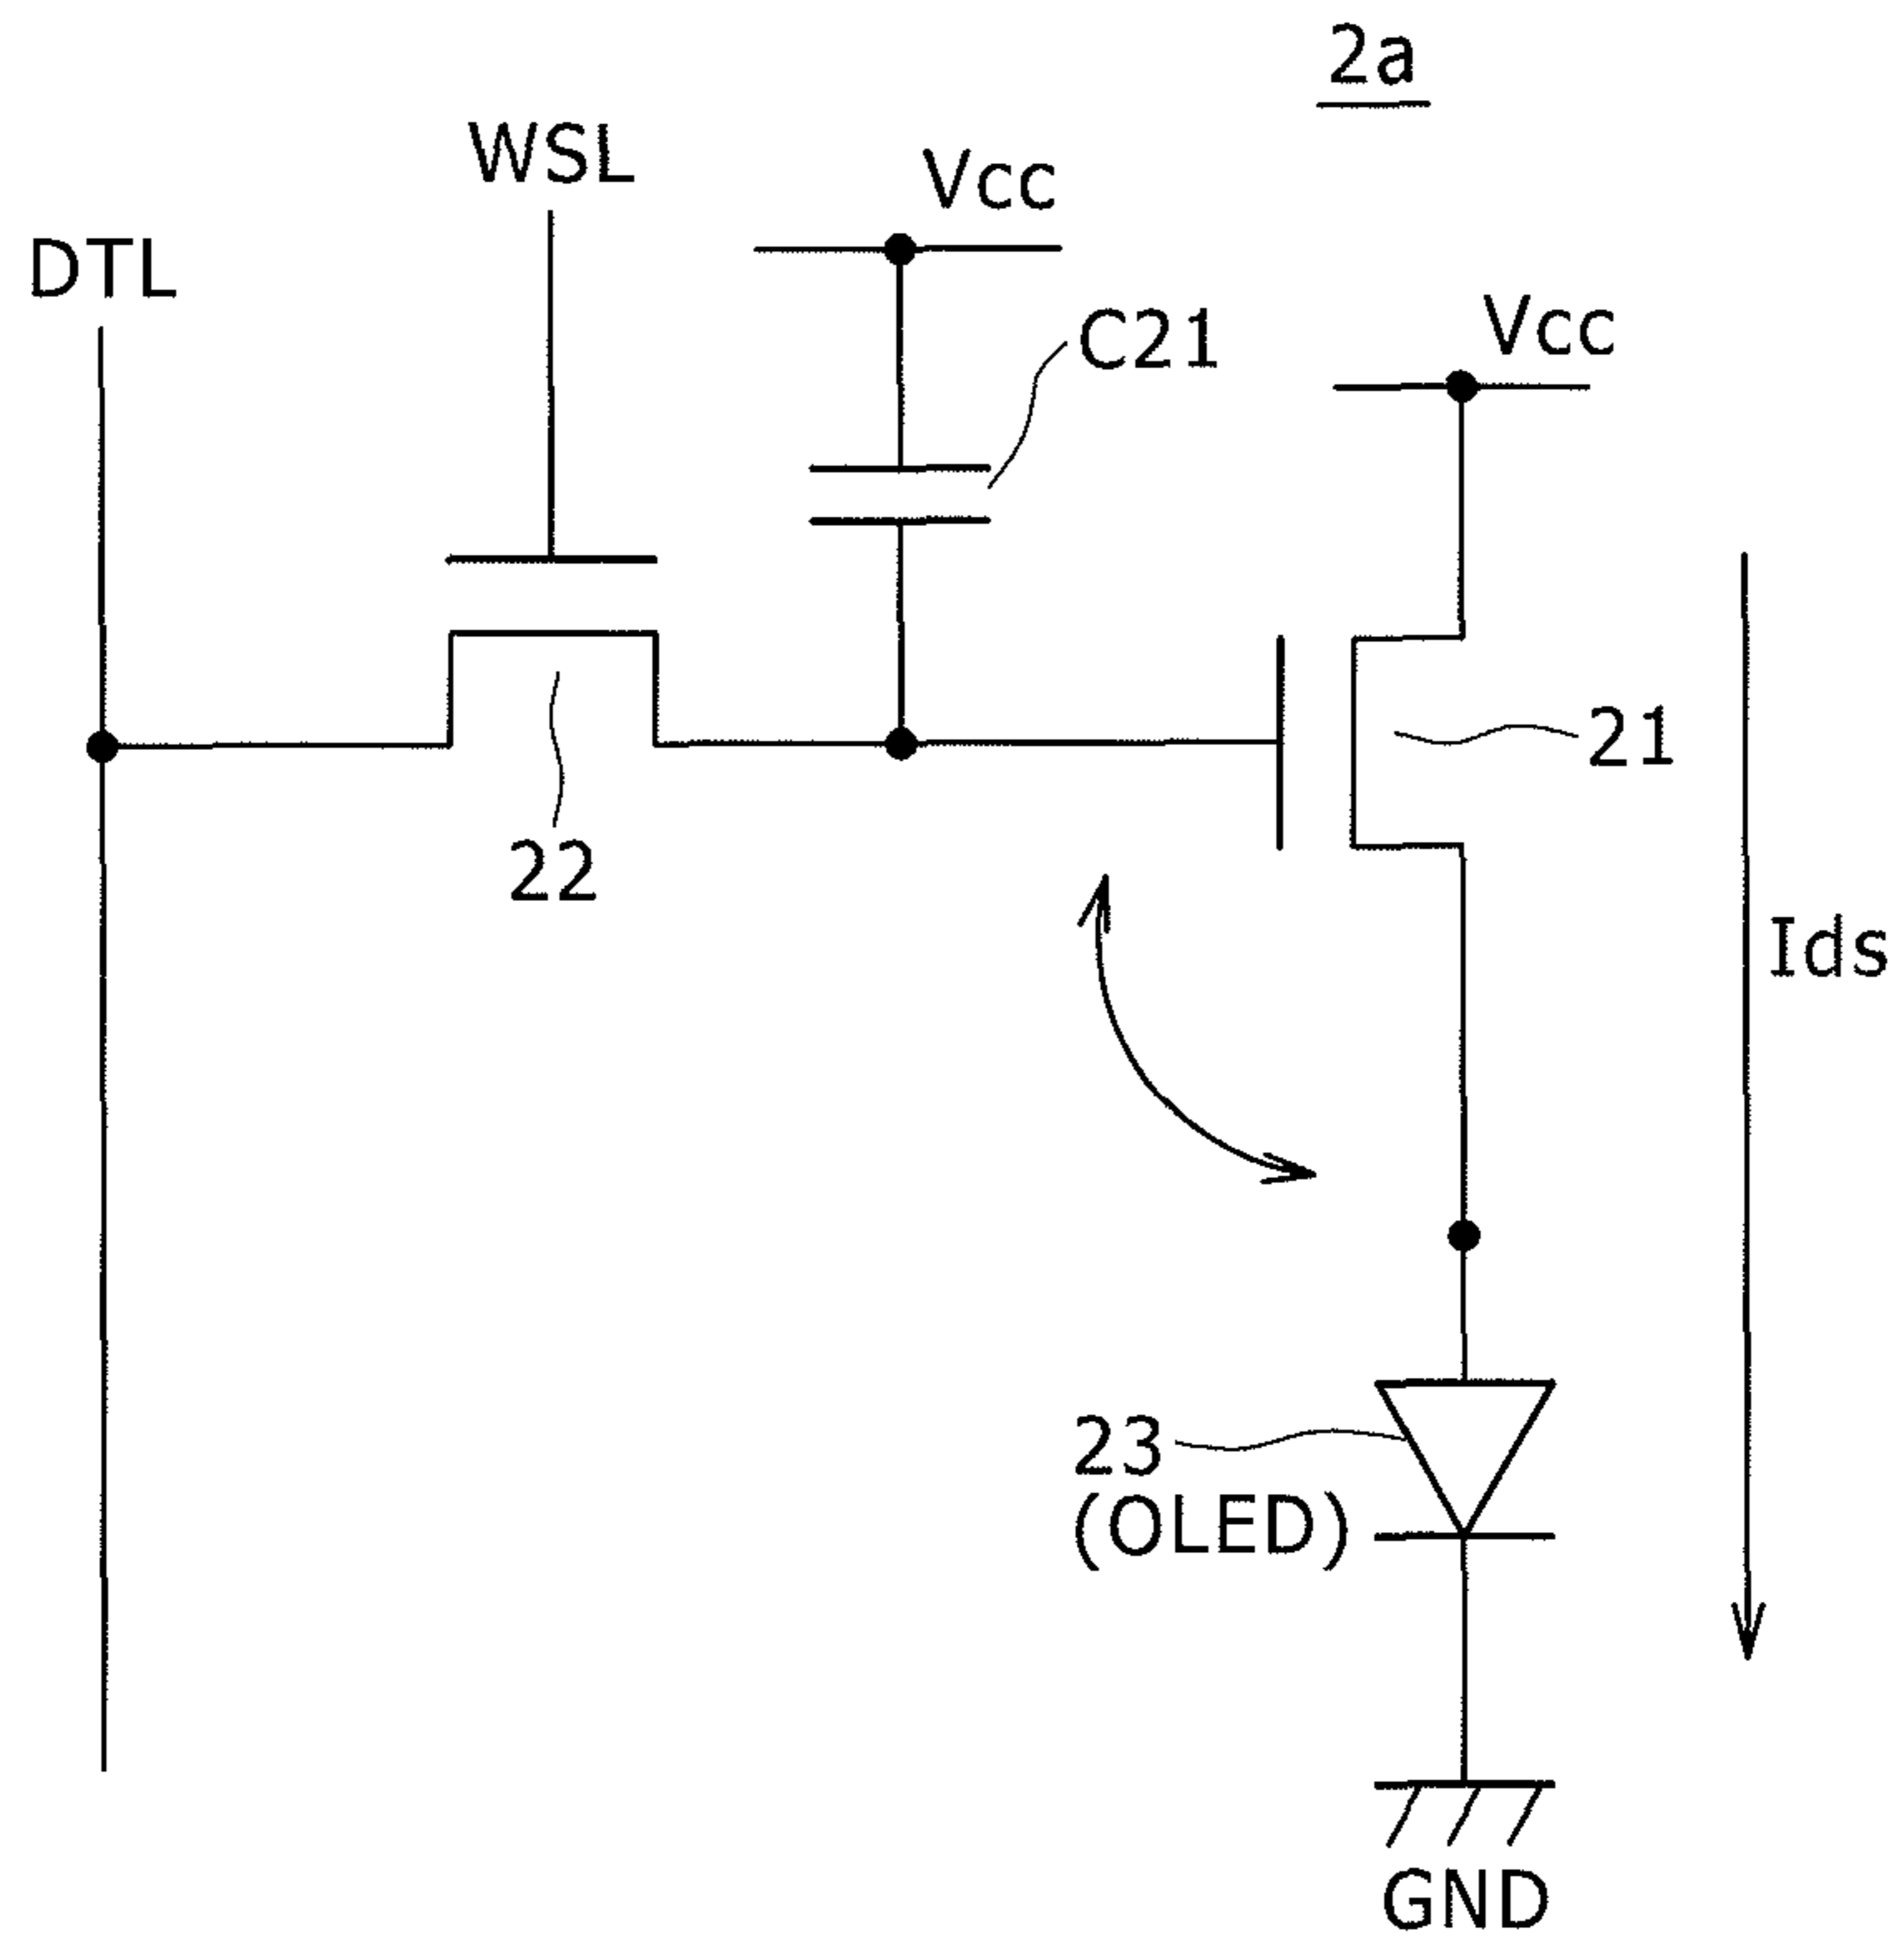 2a
WSL
Vcc
DTL
C21
Vcc
21
22
Ids
23
(OLED)
GND